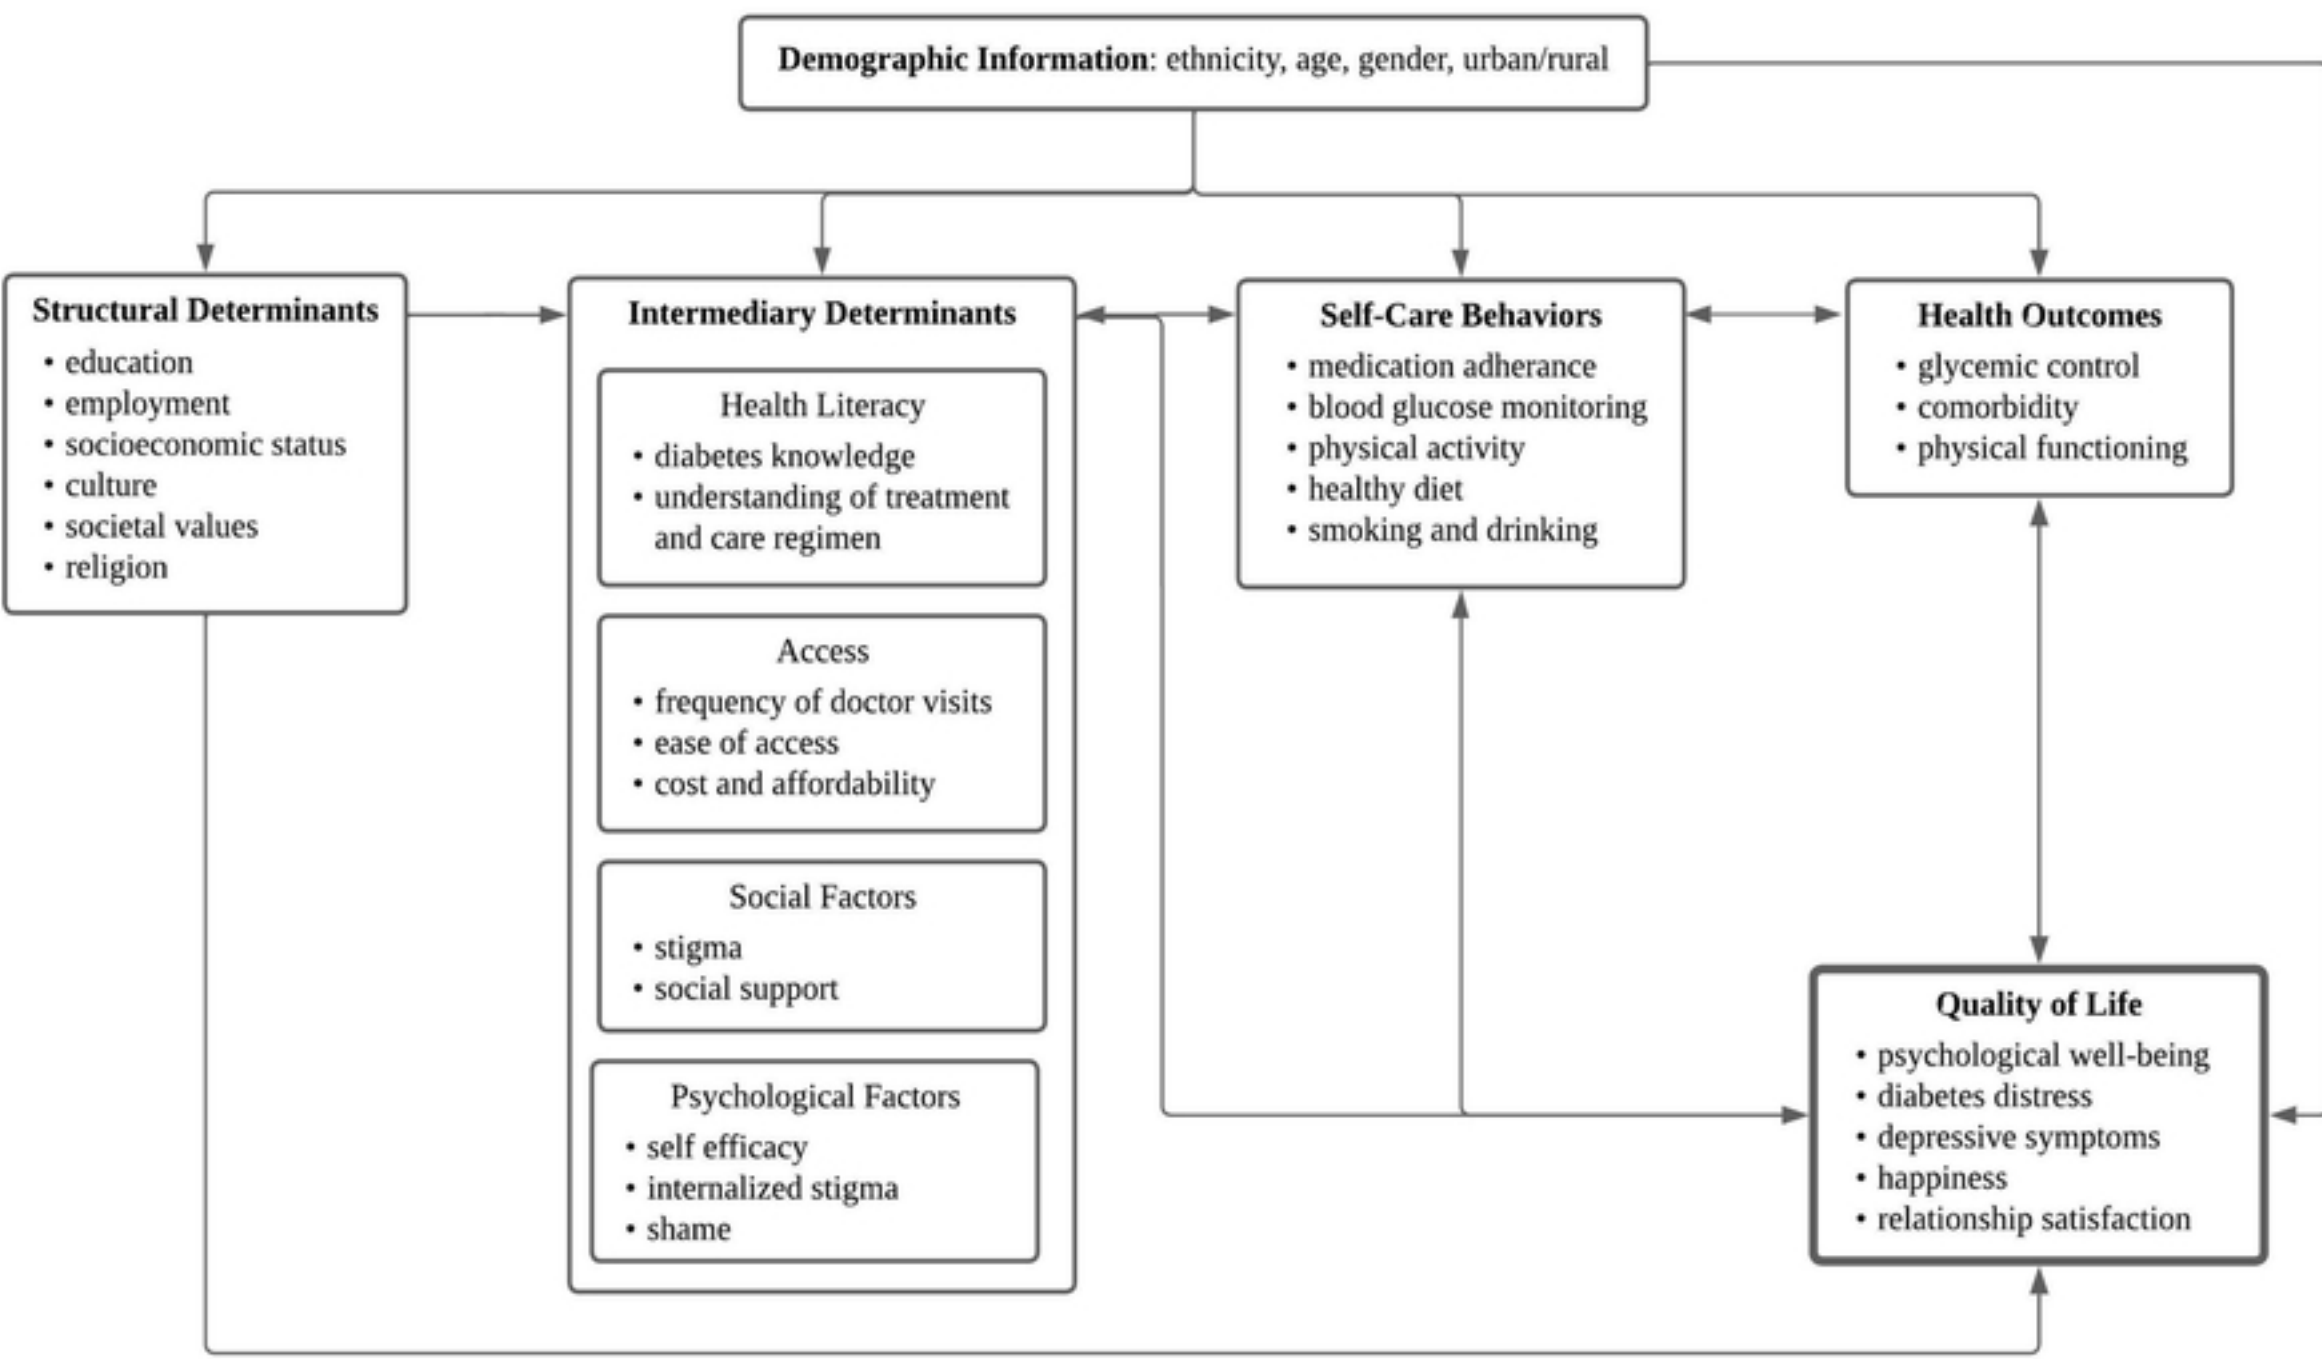 Demographic Information: ethnicity, age, gender, urban/rural
Structural Determinants
• education
• employment
• socioeconomic status
• culture
• societal values
• religion
Intermediary Determinants
Health Literacy
• diabetes knowledge
• understanding of treatment
and care regimen
Access
• frequency of doctor visits
• ease of access
• cost and affordability
Social Factors
• stigma
• social support
Psychological Factors
• self efficacy
• internalized stigma
• shame
Self-Care Behaviors
• medication adherance
• blood glucose monitoring
• physical activity
• healthy diet
• smoking and drinking
Health Outcomes
• glycemic control
• comorbidity
• physical functioning
Quality of Life
• psychological well-being
• diabetes distress
• depressive symptoms
• happiness
• relationship satisfaction